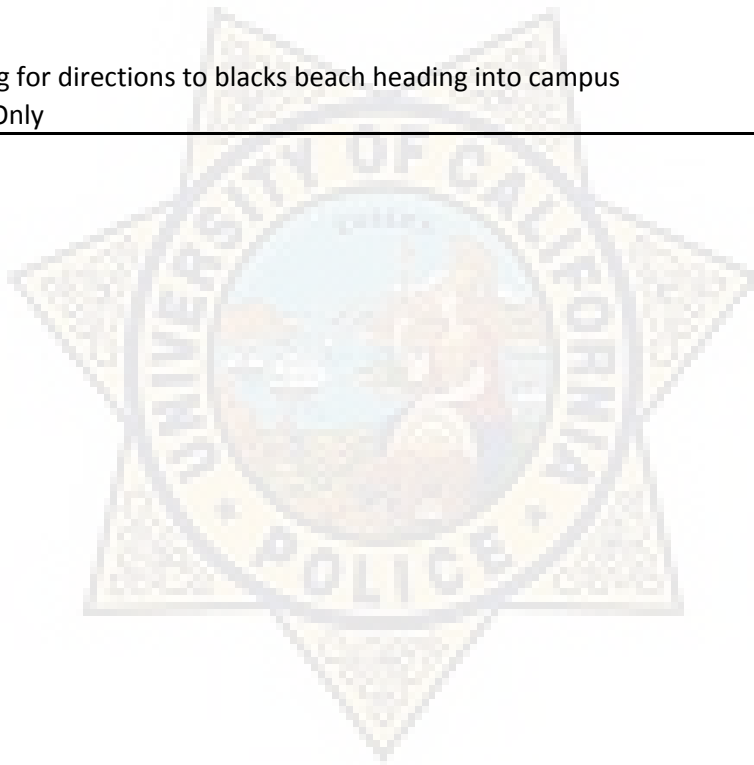 g for directions to blacks beach heading into campus
Only
UNIVERSITY OF CALIFORNIA
POLICE